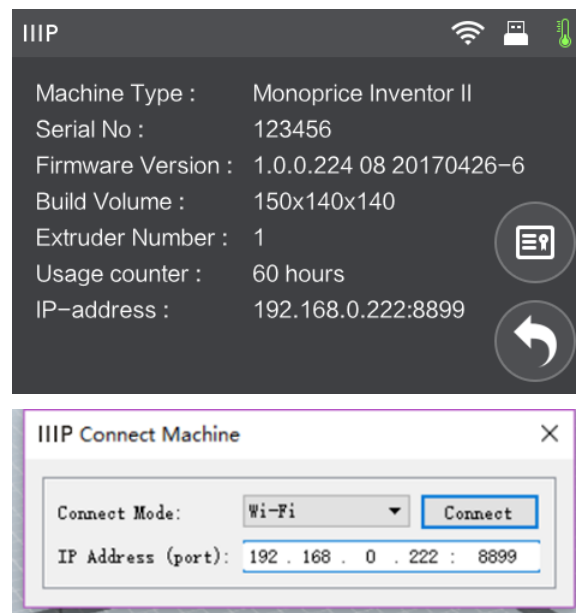 IIIP
Machine Type : Monoprice Inventor II
Serial No : 123456
Firmware Version : 1.0.0.224 08 20170426-6
Build Volume : 150x140x140
Extruder Number : 1
Usage counter : 60 hours
IP-address : 192.168.0.222:8899
IIIP Connect Machine
Connect Mode: Wi-Fi Connect
IP Address (port): 192 . 168 . 0 . 222 : 8899